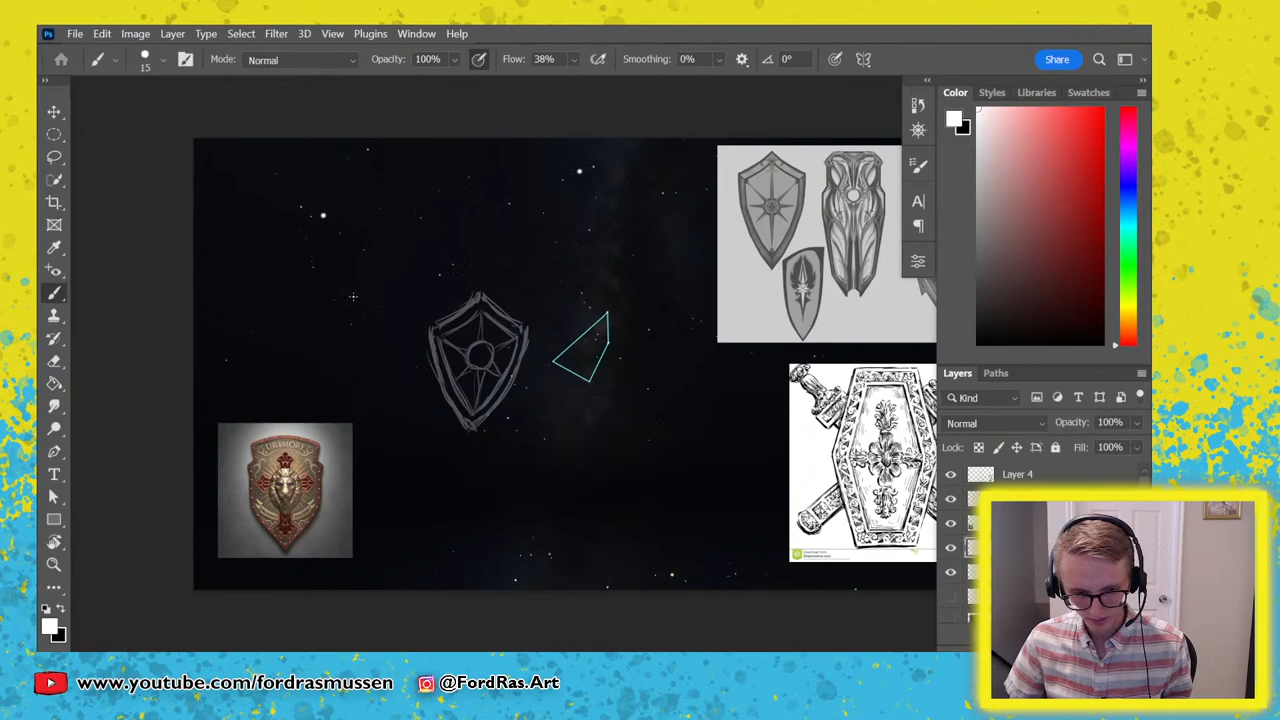 Ps File Edit Image Layer Type Select Filter 3D View Plugins Window Help
15 Mode: Normal Opacity: 100% Flow: 38% Smoothing: 0% 0° Share
Color Styles Libraries Swatches
Layers Paths
Kind
Normal Opacity: 100%
Lock: Fill: 100%
Layer 4
www.youtube.com/fordrasmussen @FordRas.Art